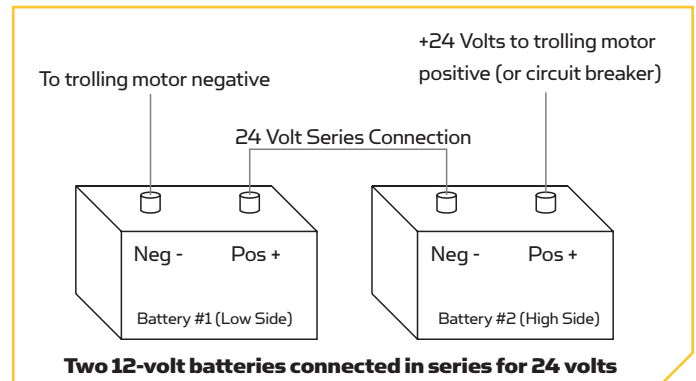 +24 Volts to trolling motor
positive (or circuit breaker)
To trolling motor negative
24 Volt Series Connection
Neg - Pos +
Neg - Pos +
Battery #1 (Low Side)
Battery #2 (High Side)
Two 12-volt batteries connected in series for 24 volts